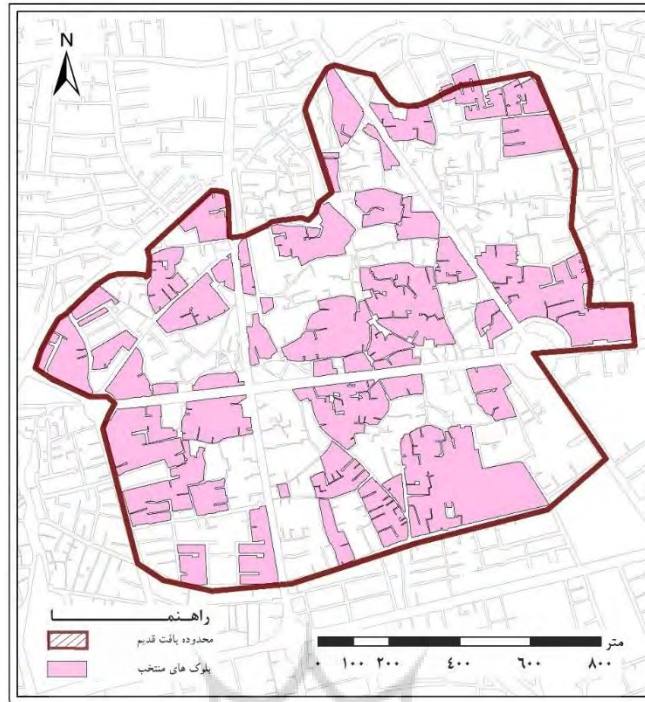 N
راهنما
محدوده بافت قدیم
بلوک های منتخب
متر
۰ ۱۰۰ ۲۰۰ ۴۰۰ ۶۰۰ ۸۰۰